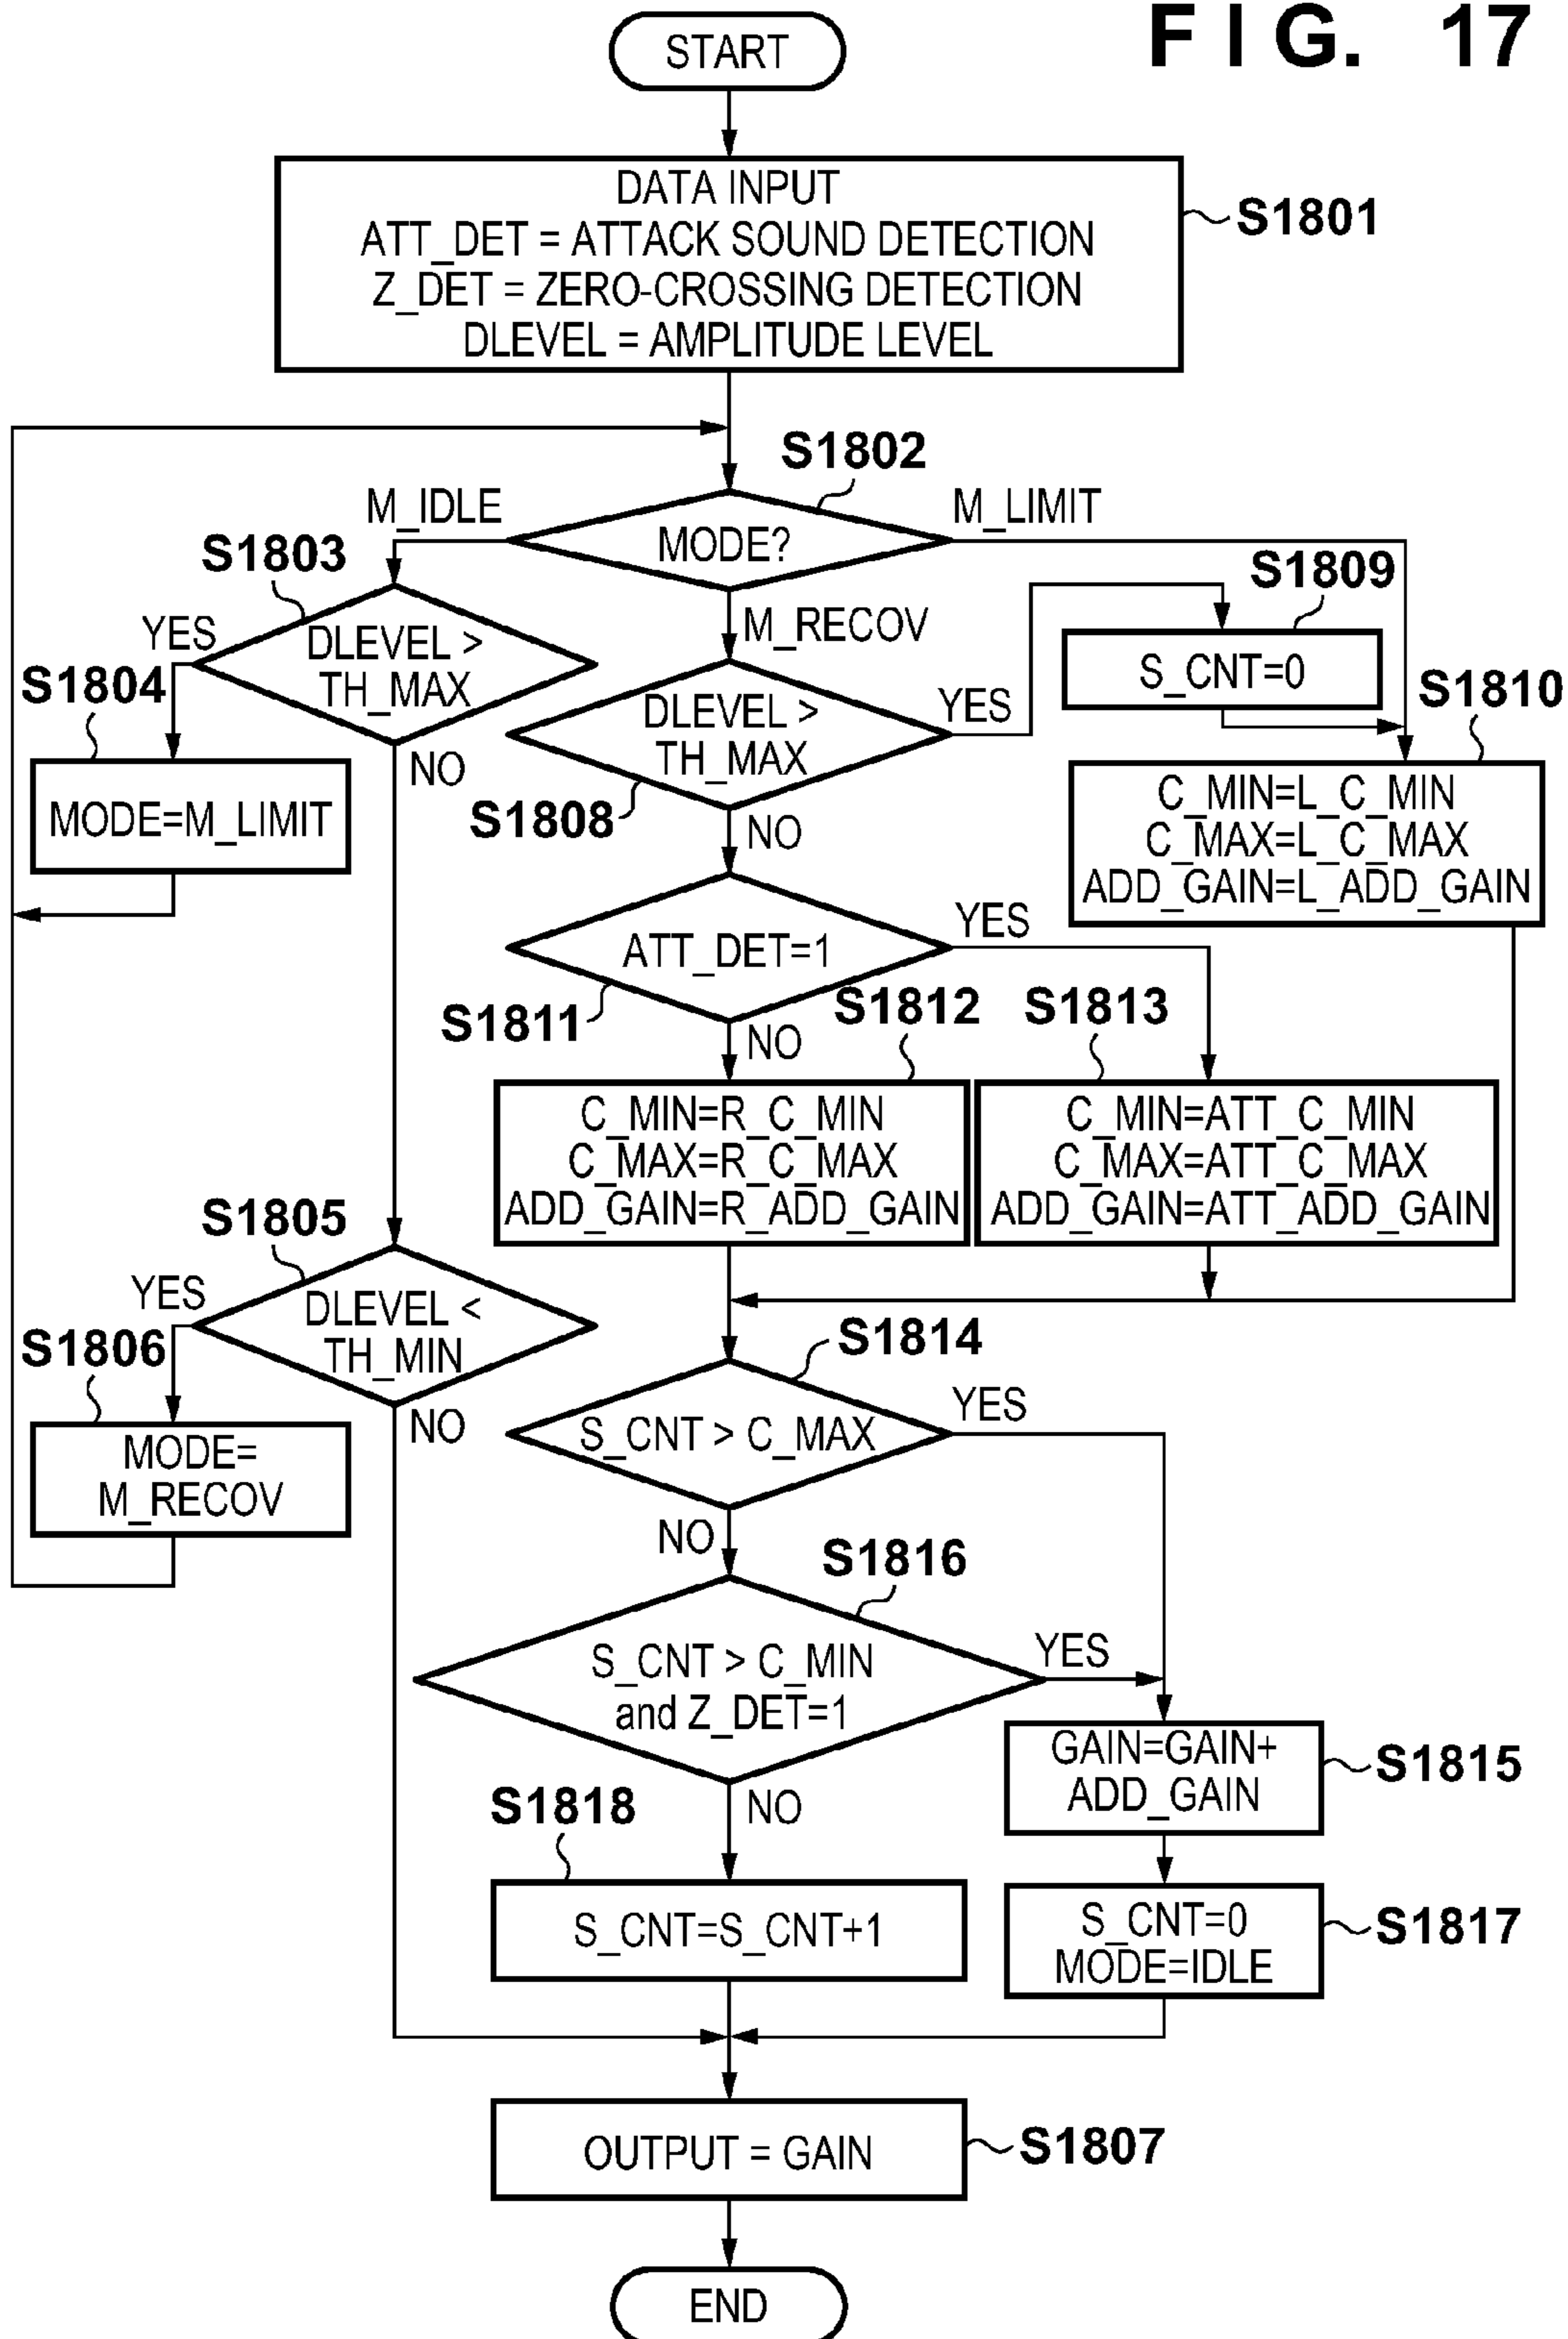 FIG. 17
START
DATA INPUT
ATT_DET = ATTACK SOUND DETECTION
Z_DET = ZERO-CROSSING DETECTION
DLEVEL = AMPLITUDE LEVEL
S1801
S1802
M_IDLE
MODE?
M_LIMIT
M_RECOV
S1803
YES
DLEVEL >
TH_MAX
NO
S1804
MODE=M_LIMIT
S1808
DLEVEL >
TH_MAX
YES
NO
S1809
S_CNT=0
S1810
C_MIN=L_C_MIN
C_MAX=L_C_MAX
ADD_GAIN=L_ADD_GAIN
ATT_DET=1
YES
S1811
NO
S1812
C_MIN=R_C_MIN
C_MAX=R_C_MAX
ADD_GAIN=R_ADD_GAIN
S1813
C_MIN=ATT_C_MIN
C_MAX=ATT_C_MAX
ADD_GAIN=ATT_ADD_GAIN
S1805
YES
DLEVEL <
TH_MIN
NO
S1806
MODE=
M_RECOV
S1814
S_CNT > C_MAX
YES
NO
S1816
S_CNT > C_MIN
and Z_DET=1
YES
NO
S1815
GAIN=GAIN+
ADD_GAIN
S1818
S_CNT=S_CNT+1
S1817
S_CNT=0
MODE=IDLE
OUTPUT = GAIN
S1807
END